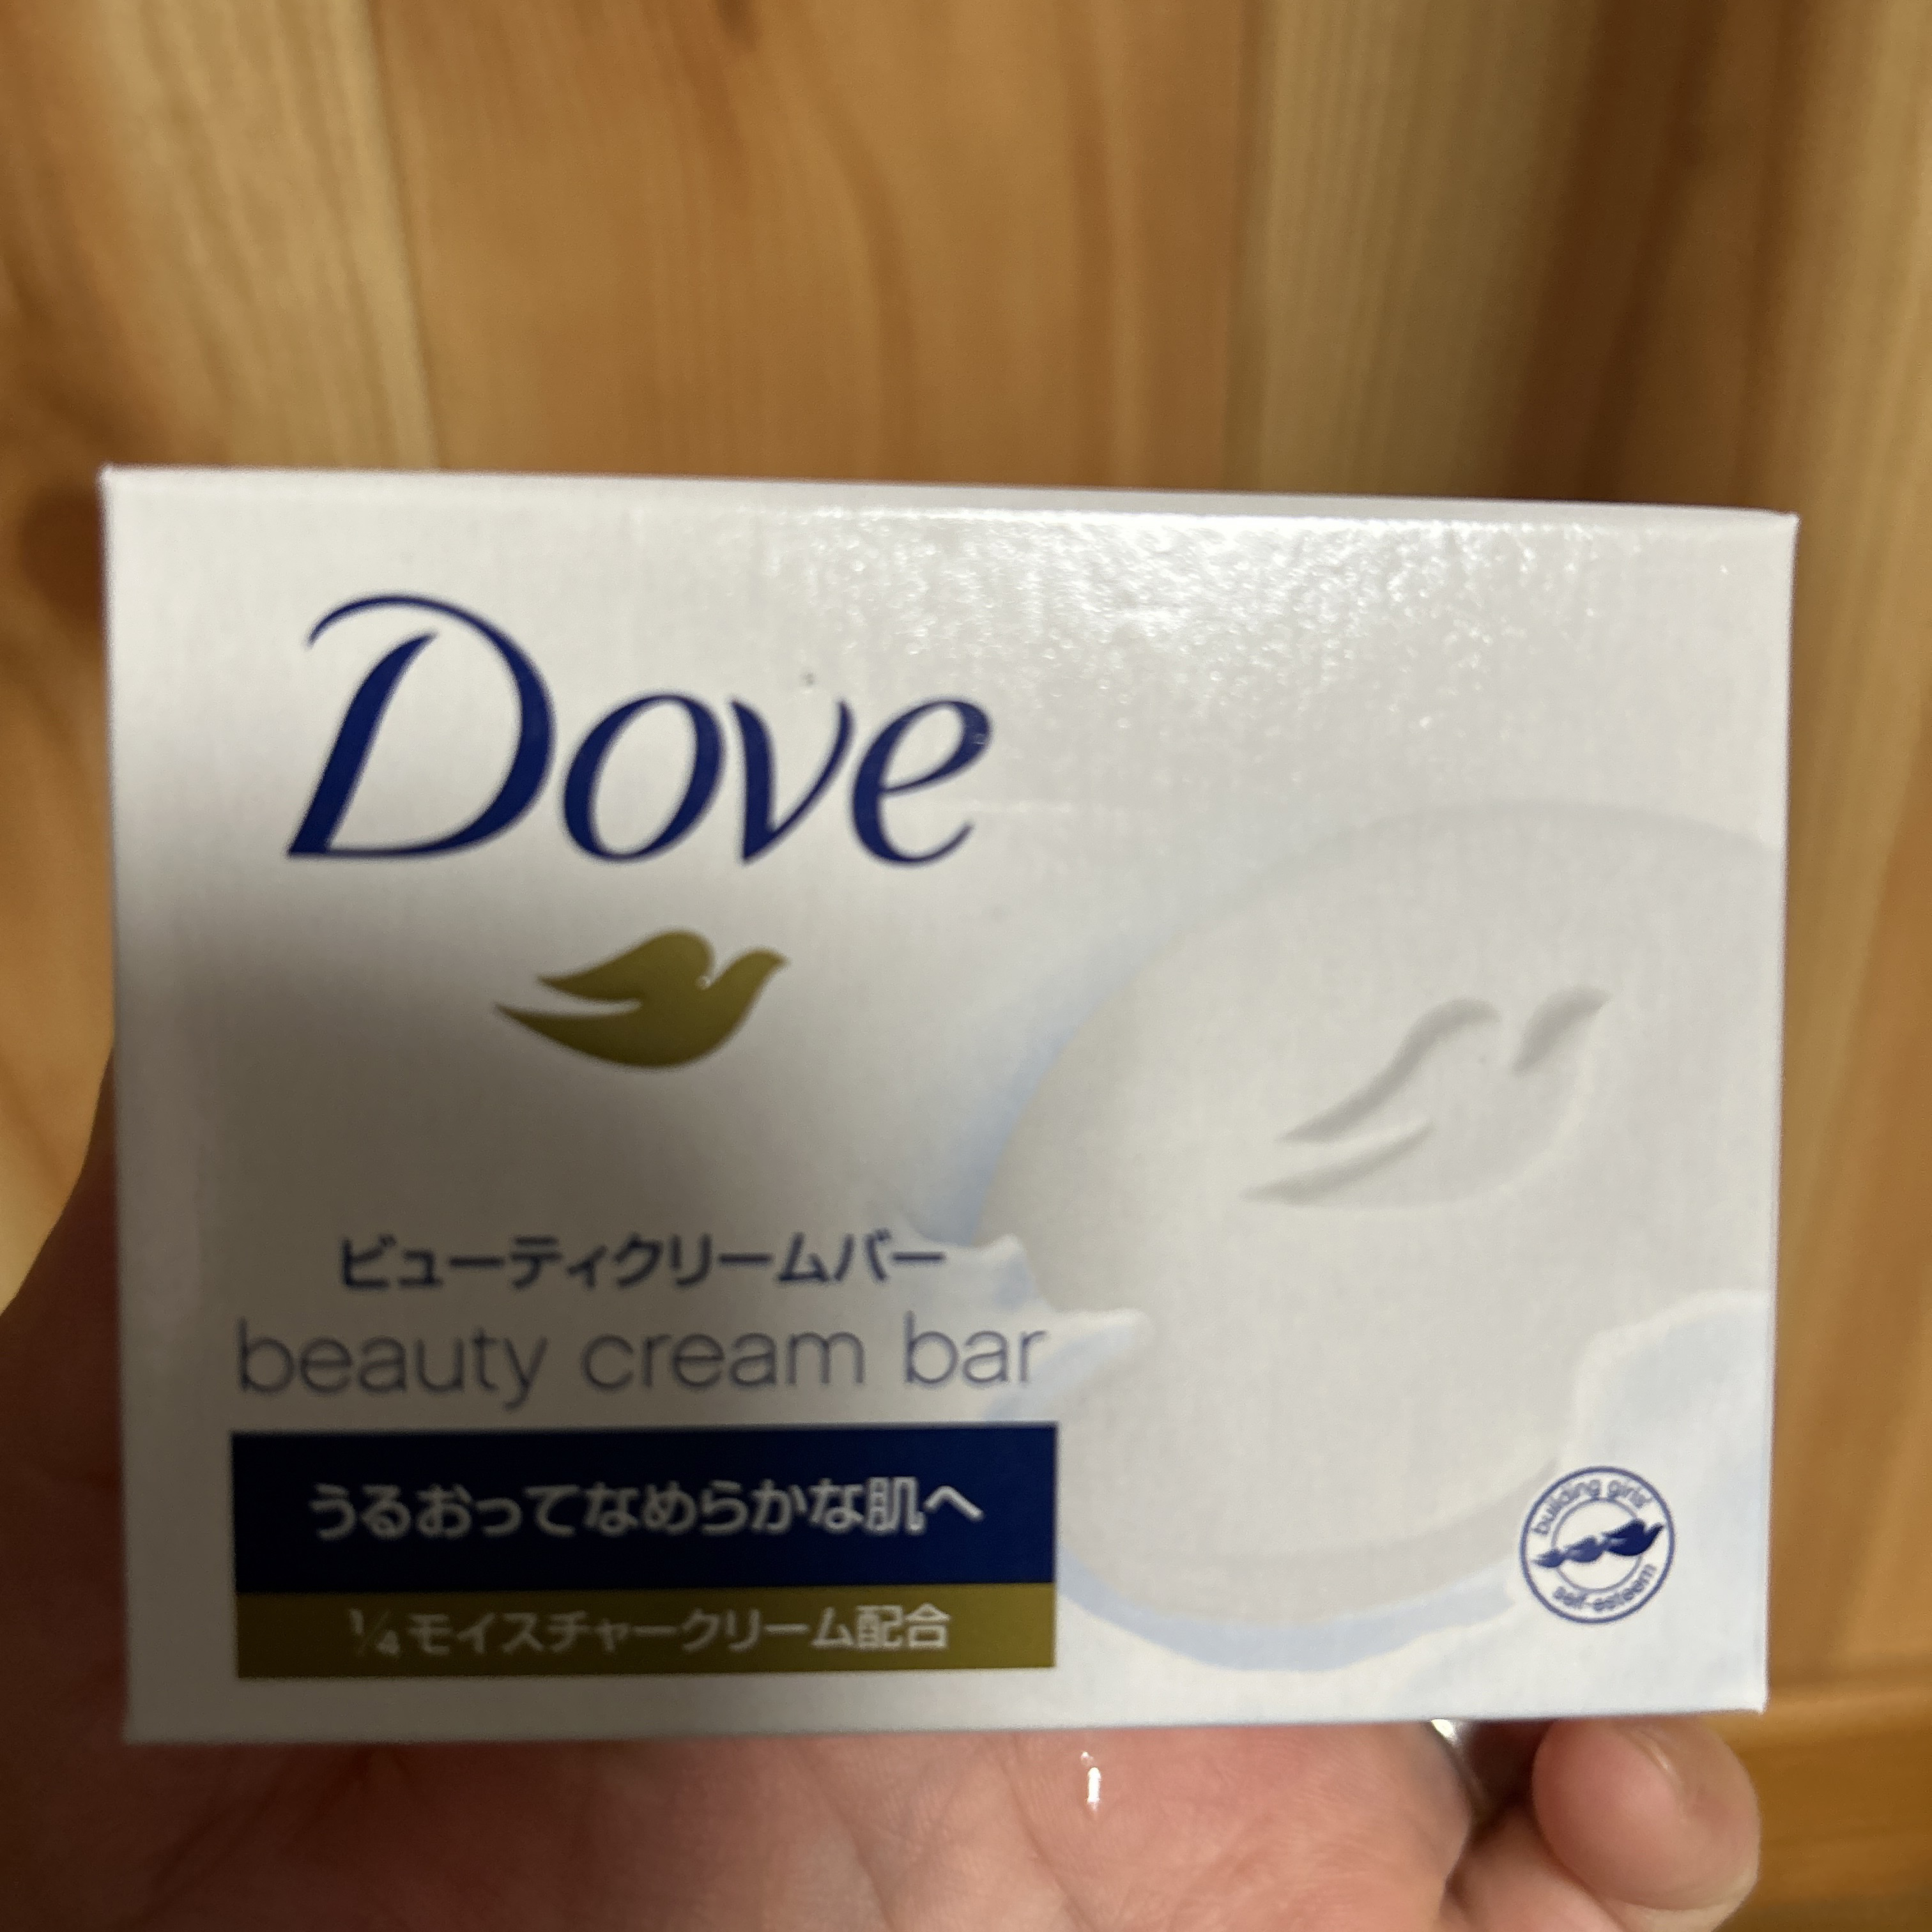 Dove
ビューティクリームバー
beauty cream bar
うるおってなめらかな肌へ
1/4モイスチャークリーム配合
building girls'
self-esteem